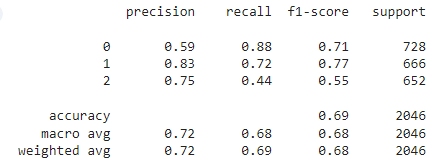 precision recall f1-score support
0 0.59 0.88 0.71 728
1 0.83 0.72 0.77 666
2 0.75 0.44 0.55 652
accuracy 0.69 2046
macro avg 0.72 0.68 0.68 2046
weighted avg 0.72 0.69 0.68 2046